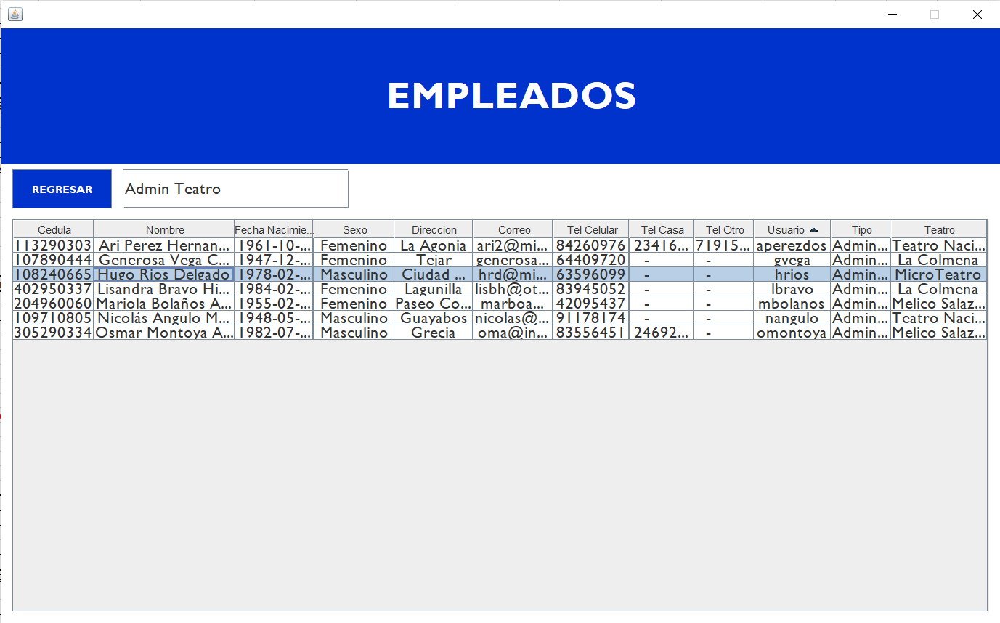 EMPLEADOS
REGRESAR Admin Teatro
Cedula Nombre Fecha Nacimie... Sexo Direccion Correo Tel Celular Tel Casa Tel Otro Usuario Tipo Teatro
113290303 Ari Perez Hernan... 1961-10-... Femenino La Agonia ari2@mi... 84260976 23416... 71915... aperezdos Admin... Teatro Naci...
107890444 Generosa Vega C... 1947-12-... Femenino Tejar generosa... 64409720 - - gvega Admin... La Colmena
108240665 Hugo Rios Delgado 1978-02-... Masculino Ciudad ... hrd@mi... 63596099 - - hrios Admin... MicroTeatro
402950337 Lisandra Bravo Hi... 1984-02-... Femenino Lagunilla lisbh@ot... 83945052 - - lbravo Admin... La Colmena
204960060 Mariola Bolaños A... 1955-02-... Femenino Paseo Co... marboa... 42095437 - - mbolanos Admin... Melico Salaz...
109710805 Nicolás Angulo M... 1948-05-... Masculino Guayabos nicolas@... 91178174 - - nangulo Admin... Teatro Naci...
305290334 Osmar Montoya A... 1982-07-... Masculino Grecia oma@in... 83556451 24692... - omontoya Admin... Melico Salaz...